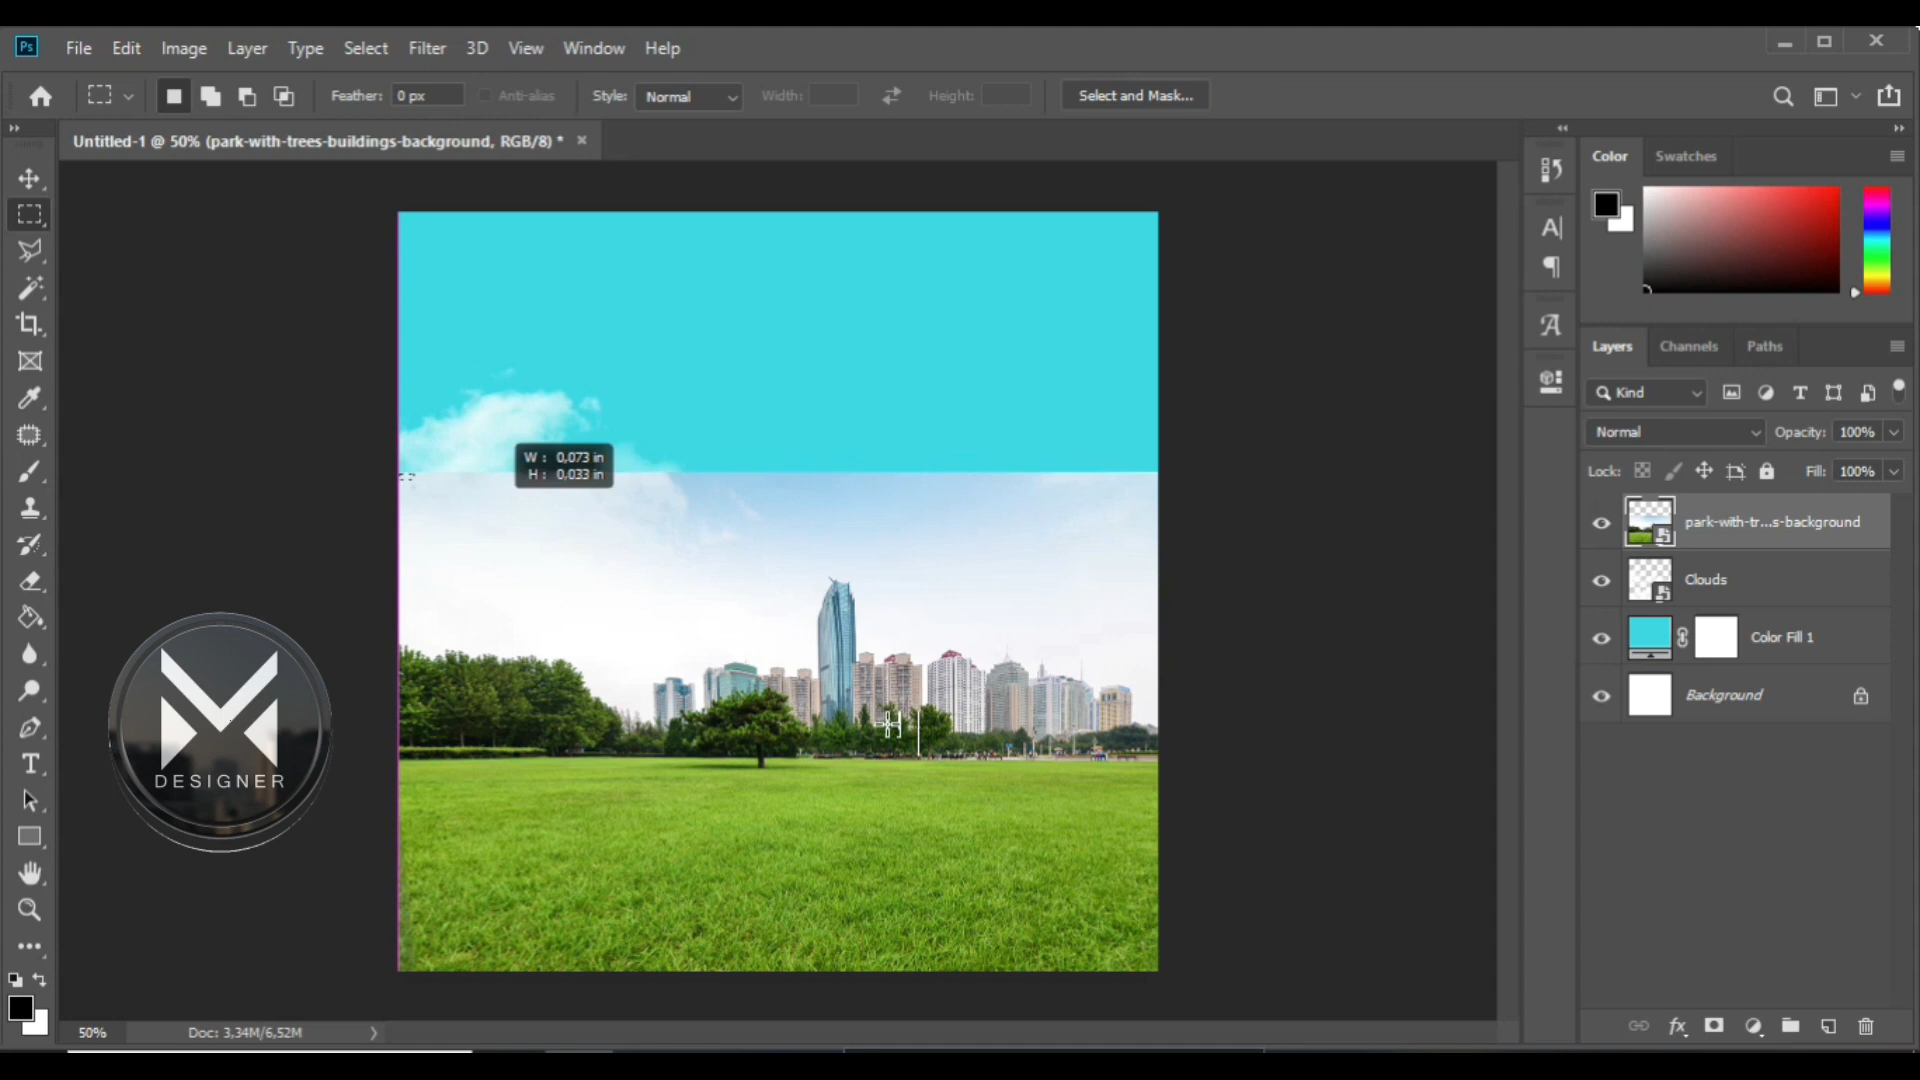 Ps File Edit Image Layer Type Select Filter 3D View Window Help
Feather: 0 px Anti-alias Style: Normal Width: Height: Select and Mask...
Untitled-1 @ 50% (park-with-trees-buildings-background, RGB/8) *
Color Swatches
Layers Channels Paths
Kind
Normal Opacity: 100%
Lock: Fill: 100%
park-with-tr...s-background
Clouds
Color Fill 1
Background
W : 0,073 in
H : 0,033 in
DESIGNER
50% Doc: 3,34M/6,52M